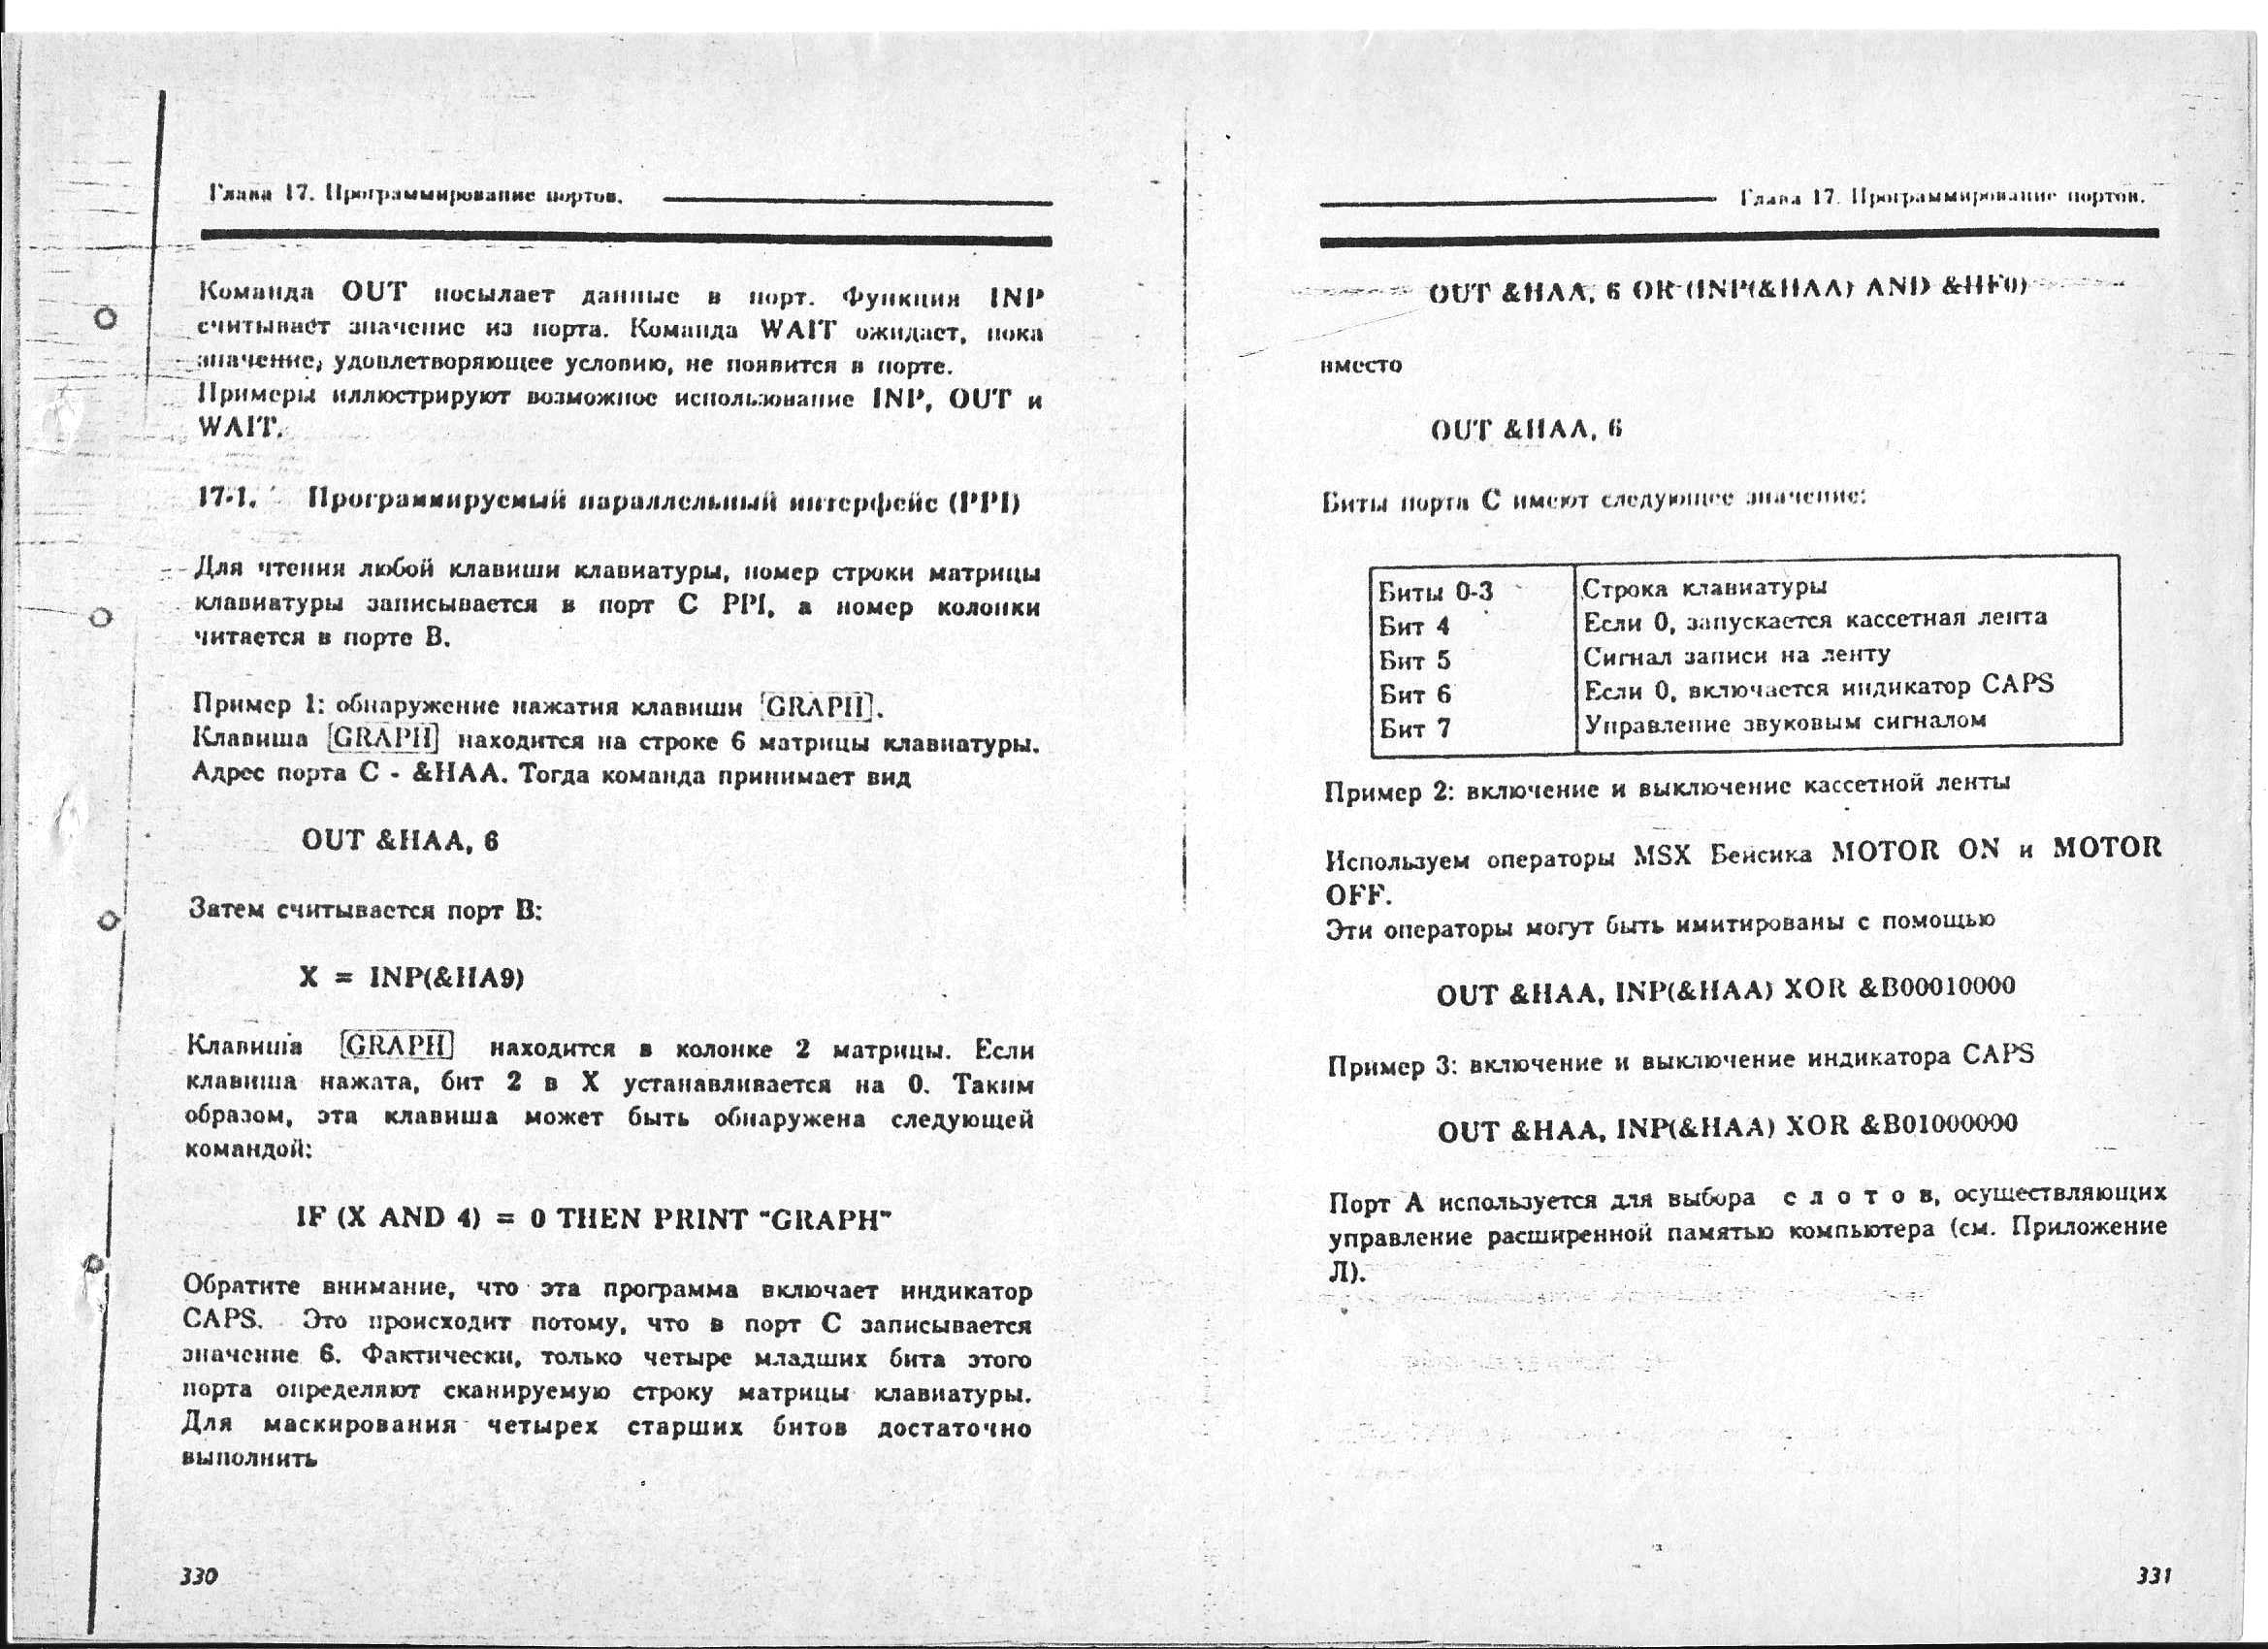 Глава 17. Программирование портов.
Команда OUT посылает данные в порт. Функция INP
считывает значение из порта. Команда WAIT ожидает, пока
значение, удовлетворяющее условию, не появится в порте.
Примеры иллюстрируют возможное использование INP, OUT и
WAIT.
17-1. Программируемый параллельный интерфейс (PPI)
Для чтения любой клавиши клавиатуры, номер строки матрицы
клавиатуры записывается в порт C PPI, а номер колонки
читается в порте B.
Пример 1: обнаружение нажатия клавиши [GRAPH].
Клавиша [GRAPH] находится на строке 6 матрицы клавиатуры.
Адрес порта C - &HAA. Тогда команда принимает вид
OUT &HAA, 6
Затем считывается порт B:
X = INP(&HA9)
Клавиша [GRAPH] находится в колонке 2 матрицы. Если
клавиша нажата, бит 2 в X устанавливается на 0. Таким
образом, эта клавиша может быть обнаружена следующей
командой:
IF (X AND 4) = 0 THEN PRINT "GRAPH"
Обратите внимание, что эта программа включает индикатор
CAPS. Это происходит потому, что в порт C записывается
значение 6. Фактически, только четыре младших бита этого
порта определяют сканируемую строку матрицы клавиатуры.
Для маскирования четырех старших битов достаточно
выполнить
330
Глава 17. Программирование портов.
OUT &HAA, 6 OR (INP(&HAA) AND &HF0)
вместо
OUT &HAA, 6
Биты порта C имеют следующее значение:
Биты 0-3 Строка клавиатуры
Бит 4 Если 0, запускается кассетная лента
Бит 5 Сигнал записи на ленту
Бит 6 Если 0, включается индикатор CAPS
Бит 7 Управление звуковым сигналом
Пример 2: включение и выключение кассетной ленты
Используем операторы MSX Бейсика MOTOR ON и MOTOR
OFF.
Эти операторы могут быть имитированы с помощью
OUT &HAA, INP(&HAA) XOR &B00010000
Пример 3: включение и выключение индикатора CAPS
OUT &HAA, INP(&HAA) XOR &B01000000
Порт A используется для выбора с л о т о в, осуществляющих
управление расширенной памятью компьютера (см. Приложение
Л).
331